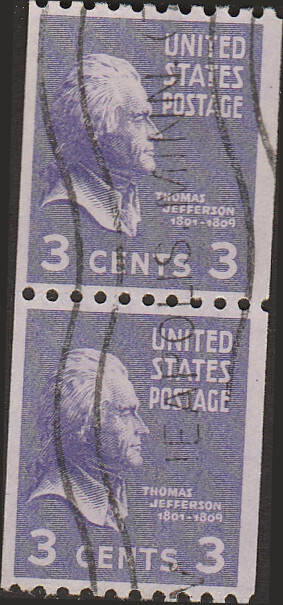 UNITED
STATES
POSTAGE
THOMAS
JEFFERSON
1801-1809
3 CENTS 3
UNITED
STATES
POSTAGE
THOMAS
JEFFERSON
1801-1809
3 CENTS 3